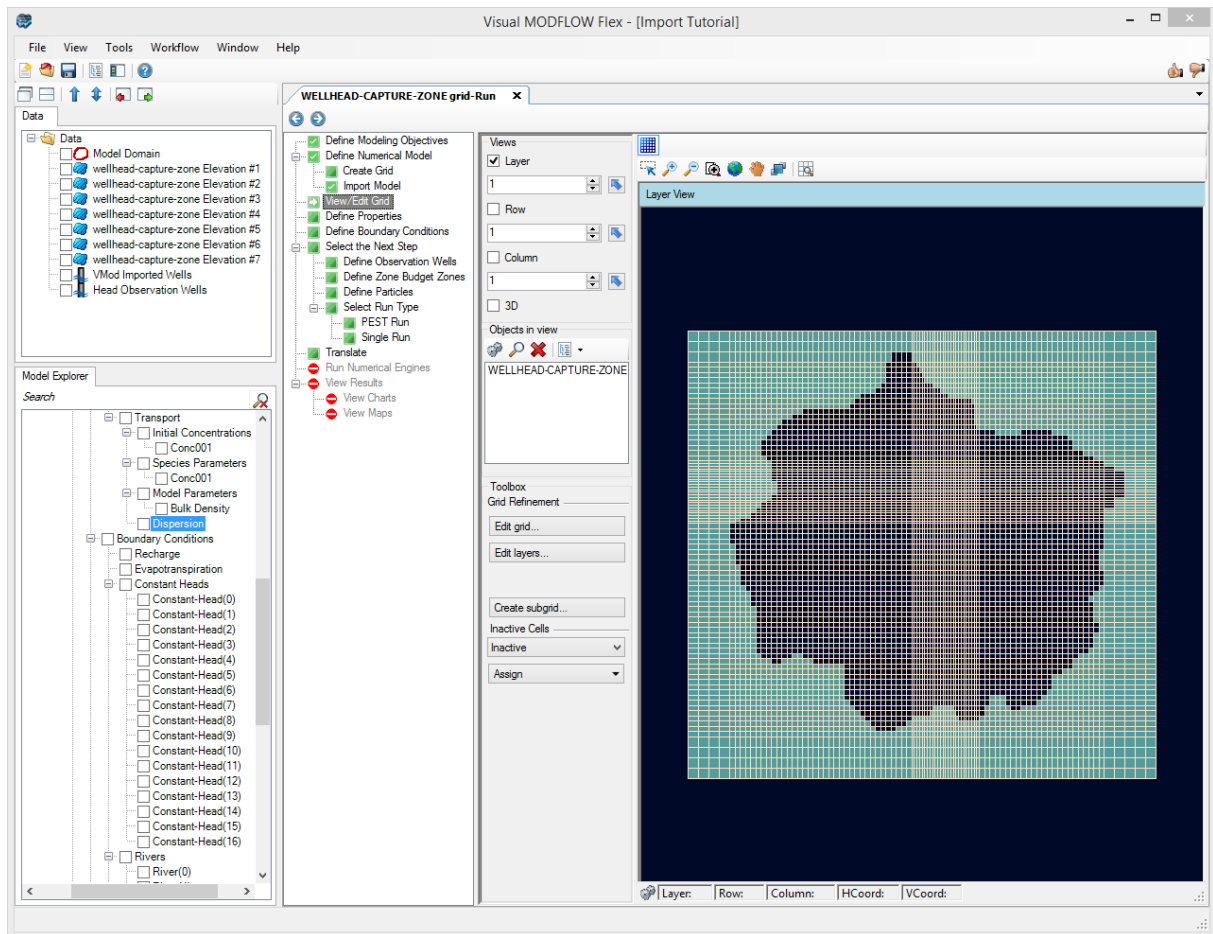 Visual MODFLOW Flex - [Import Tutorial]
File View Tools Workflow Window Help
Data
Data
Model Domain
wellhead-capture-zone Elevation #1
wellhead-capture-zone Elevation #2
wellhead-capture-zone Elevation #3
wellhead-capture-zone Elevation #4
wellhead-capture-zone Elevation #5
wellhead-capture-zone Elevation #6
wellhead-capture-zone Elevation #7
VMod Imported Wells
Head Observation Wells
Model Explorer
Search
Transport
Initial Concentrations
Conc001
Species Parameters
Conc001
Model Parameters
Bulk Density
Dispersion
Boundary Conditions
Recharge
Evapotranspiration
Constant Heads
Constant-Head(0)
Constant-Head(1)
Constant-Head(2)
Constant-Head(3)
Constant-Head(4)
Constant-Head(5)
Constant-Head(6)
Constant-Head(7)
Constant-Head(8)
Constant-Head(9)
Constant-Head(10)
Constant-Head(11)
Constant-Head(12)
Constant-Head(13)
Constant-Head(14)
Constant-Head(15)
Constant-Head(16)
Rivers
River(0)
WELLHEAD-CAPTURE-ZONE grid-Run X
Define Modeling Objectives
Define Numerical Model
Create Grid
Import Model
View/Edit Grid
Define Properties
Define Boundary Conditions
Select the Next Step
Define Observation Wells
Define Zone Budget Zones
Define Particles
Select Run Type
PEST Run
Single Run
Translate
Run Numerical Engines
View Results
View Charts
View Maps
Views
Layer
1
Row
1
Column
1
3D
Objects in view
WELLHEAD-CAPTURE-ZONE
Toolbox
Grid Refinement
Edit grid...
Edit layers...
Create subgrid...
Inactive Cells
Inactive
Assign
Layer View
Layer: Row: Column: HCoord: VCoord: